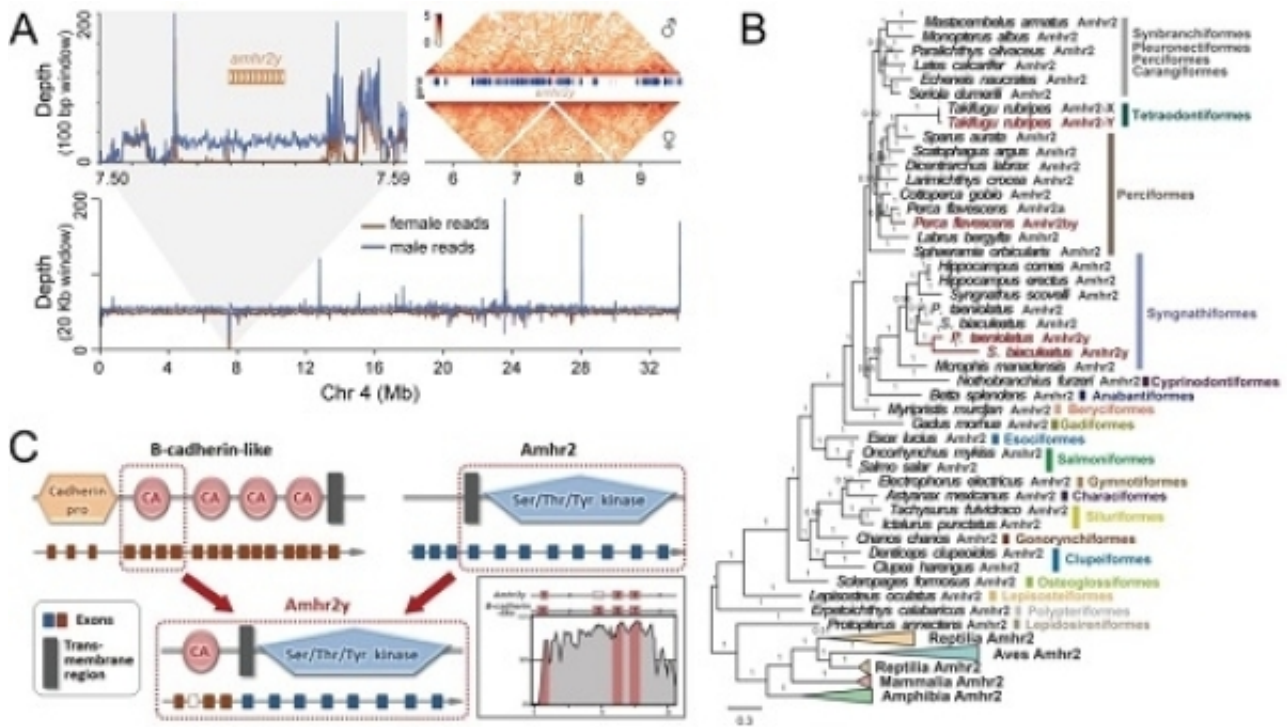 A
200
Depth
(100 bp window)
0
7.50
7.59
amhr2y
5
0
gene
amhr2y
♂
♀
6
7
8
9
200
Depth
(20 Kb window)
0
female reads
male reads
0
4
8
12
16
20
24
28
32
Chr 4 (Mb)
B
Mastacembelus armatus Amhr2
Monopterus albus Amhr2
Paralichthys olivaceus Amhr2
Lates calcarifer Amhr2
Echeneis naucrates Amhr2
Seriola dumerili Amhr2
Synbranchiformes
Pleuronectiformes
Perciformes
Carangiformes
Takifugu rubripes Amhr2-X
Takifugu rubripes Amhr2-Y
Tetraodontiformes
Sparus aurata Amhr2
Scatophagus argus Amhr2
Dicentrarchus labrax Amhr2
Larimichthys crocea Amhr2
Cottoperca gobio Amhr2
Perca flavescens Amhr2a
Perca flavescens Amhr2by
Labrus bergylta Amhr2
Sphaeramia orbicularis Amhr2
Perciformes
Hippocampus comes Amhr2
Hippocampus erectus Amhr2
Syngnathus scovelli Amhr2
P. taeniolatus Amhr2
S. biaculeatus Amhr2
P. taeniolatus Amhr2y
S. biaculeatus Amhr2y
Morophis manadensis Amhr2
Syngnathiformes
Nothobranchius furzeri Amhr2 Cyprinodontiformes
Betta splendens Amhr2 Anabantiformes
Myripristis murdjan Amhr2 Beryciformes
Gadus morhua Amhr2 Gadiformes
Esox lucius Amhr2 Esociformes
Oncorhynchus mykiss Amhr2
Salmo salar Amhr2
Salmoniformes
Electrophorus electricus Amhr2 Gymnotiformes
Astyanax mexicanus Amhr2 Characiformes
Tachysurus fulvidraco Amhr2
Ictalurus punctatus Amhr2
Siluriformes
Chanos chanos Amhr2 Gonorynchiformes
Denticeps clupeoides Amhr2
Clupea harengus Amhr2
Clupeiformes
Scleropages formosus Amhr2 Osteoglossiformes
Lepisosteus oculatus Amhr2 Lepisosteiformes
Erpetoichthys calabaricus Amhr2 Polypteriformes
Protopterus annectens Amhr2 Lepidosireniformes
Reptilia Amhr2
Aves Amhr2
Reptilia Amhr2
Mammalia Amhr2
Amphibia Amhr2
0.3
C
B-cadherin-like
Cadherin
pro
CA
CA
CA
CA
Amhr2
Ser/Thr/Tyr kinase
Amhr2y
CA
Ser/Thr/Tyr kinase
Exons
Trans-
membrane
region
Amhr2y
B-cadherin
-like